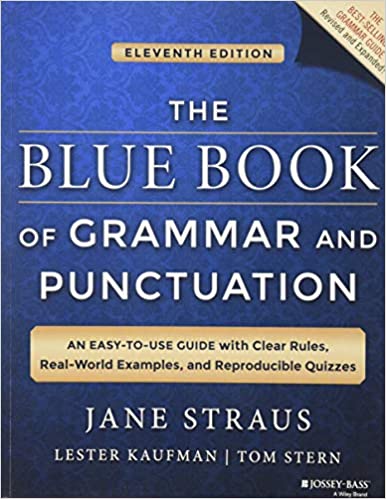 ELEVENTH EDITION
THE
BEST-SELLING
GRAMMAR GUIDE
Revised and Expanded!
THE
BLUE BOOK
OF GRAMMAR AND
PUNCTUATION
AN EASY-TO-USE GUIDE with Clear Rules,
Real-World Examples, and Reproducible Quizzes
JANE STRAUS
LESTER KAUFMAN | TOM STERN
JOSSEY-BASS
A Wiley Brand